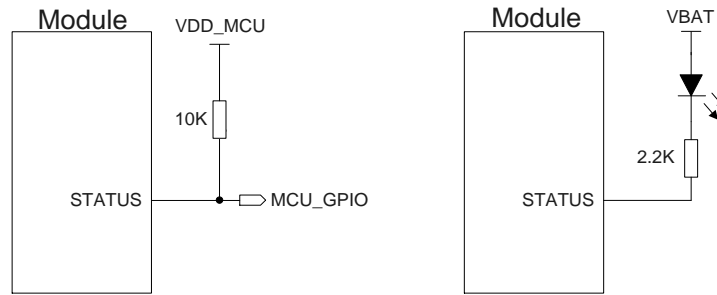 Module
VDD_MCU
10K
STATUS
MCU_GPIO
Module
VBAT
2.2K
STATUS